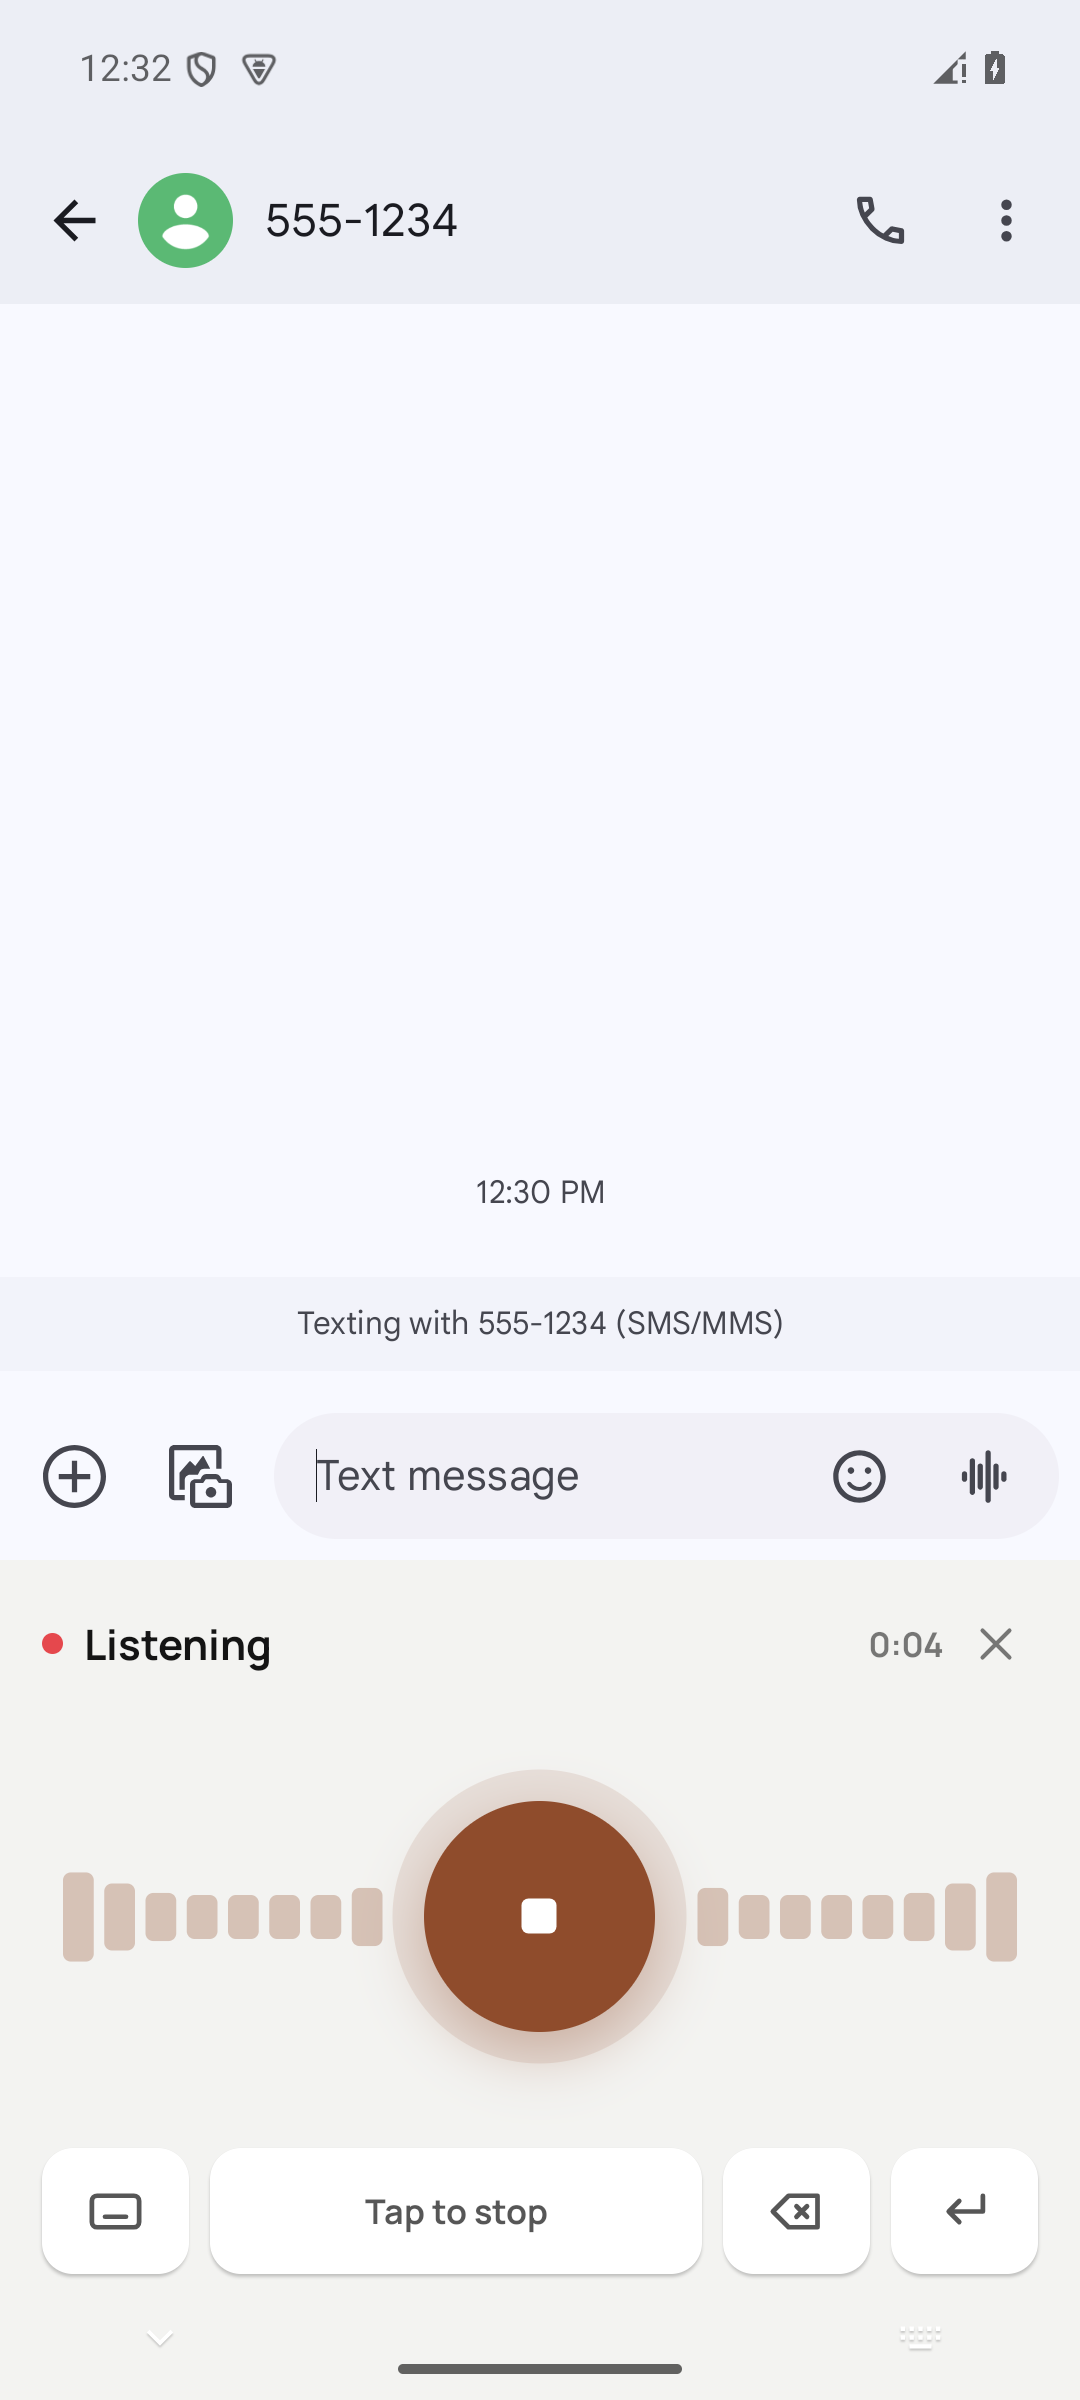 12:32
555-1234
12:30 PM
Texting with 555-1234 (SMS/MMS)
Text message
Listening
0:04
Tap to stop